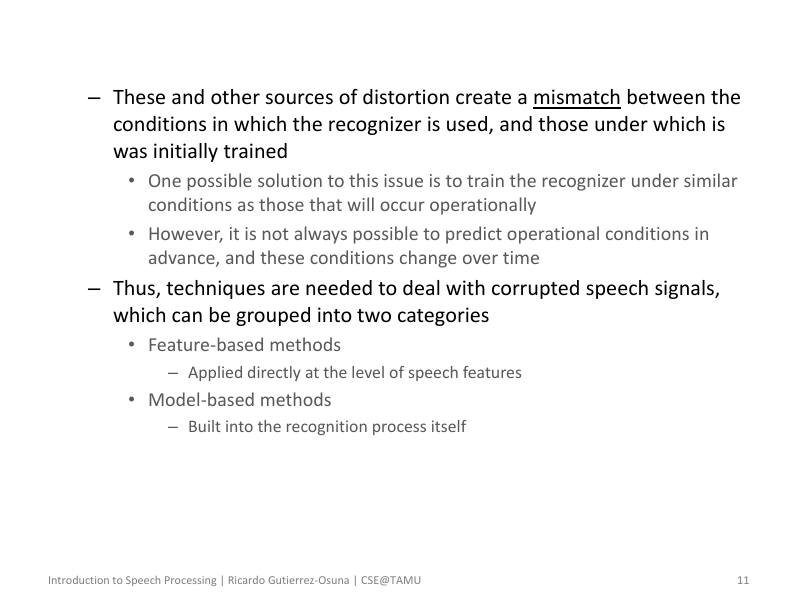 – These and other sources of distortion create a mismatch between the
conditions in which the recognizer is used, and those under which is
was initially trained
• One possible solution to this issue is to train the recognizer under similar
conditions as those that will occur operationally
• However, it is not always possible to predict operational conditions in
advance, and these conditions change over time
– Thus, techniques are needed to deal with corrupted speech signals,
which can be grouped into two categories
• Feature-based methods
– Applied directly at the level of speech features
• Model-based methods
– Built into the recognition process itself
Introduction to Speech Processing | Ricardo Gutierrez-Osuna | CSE@TAMU 11